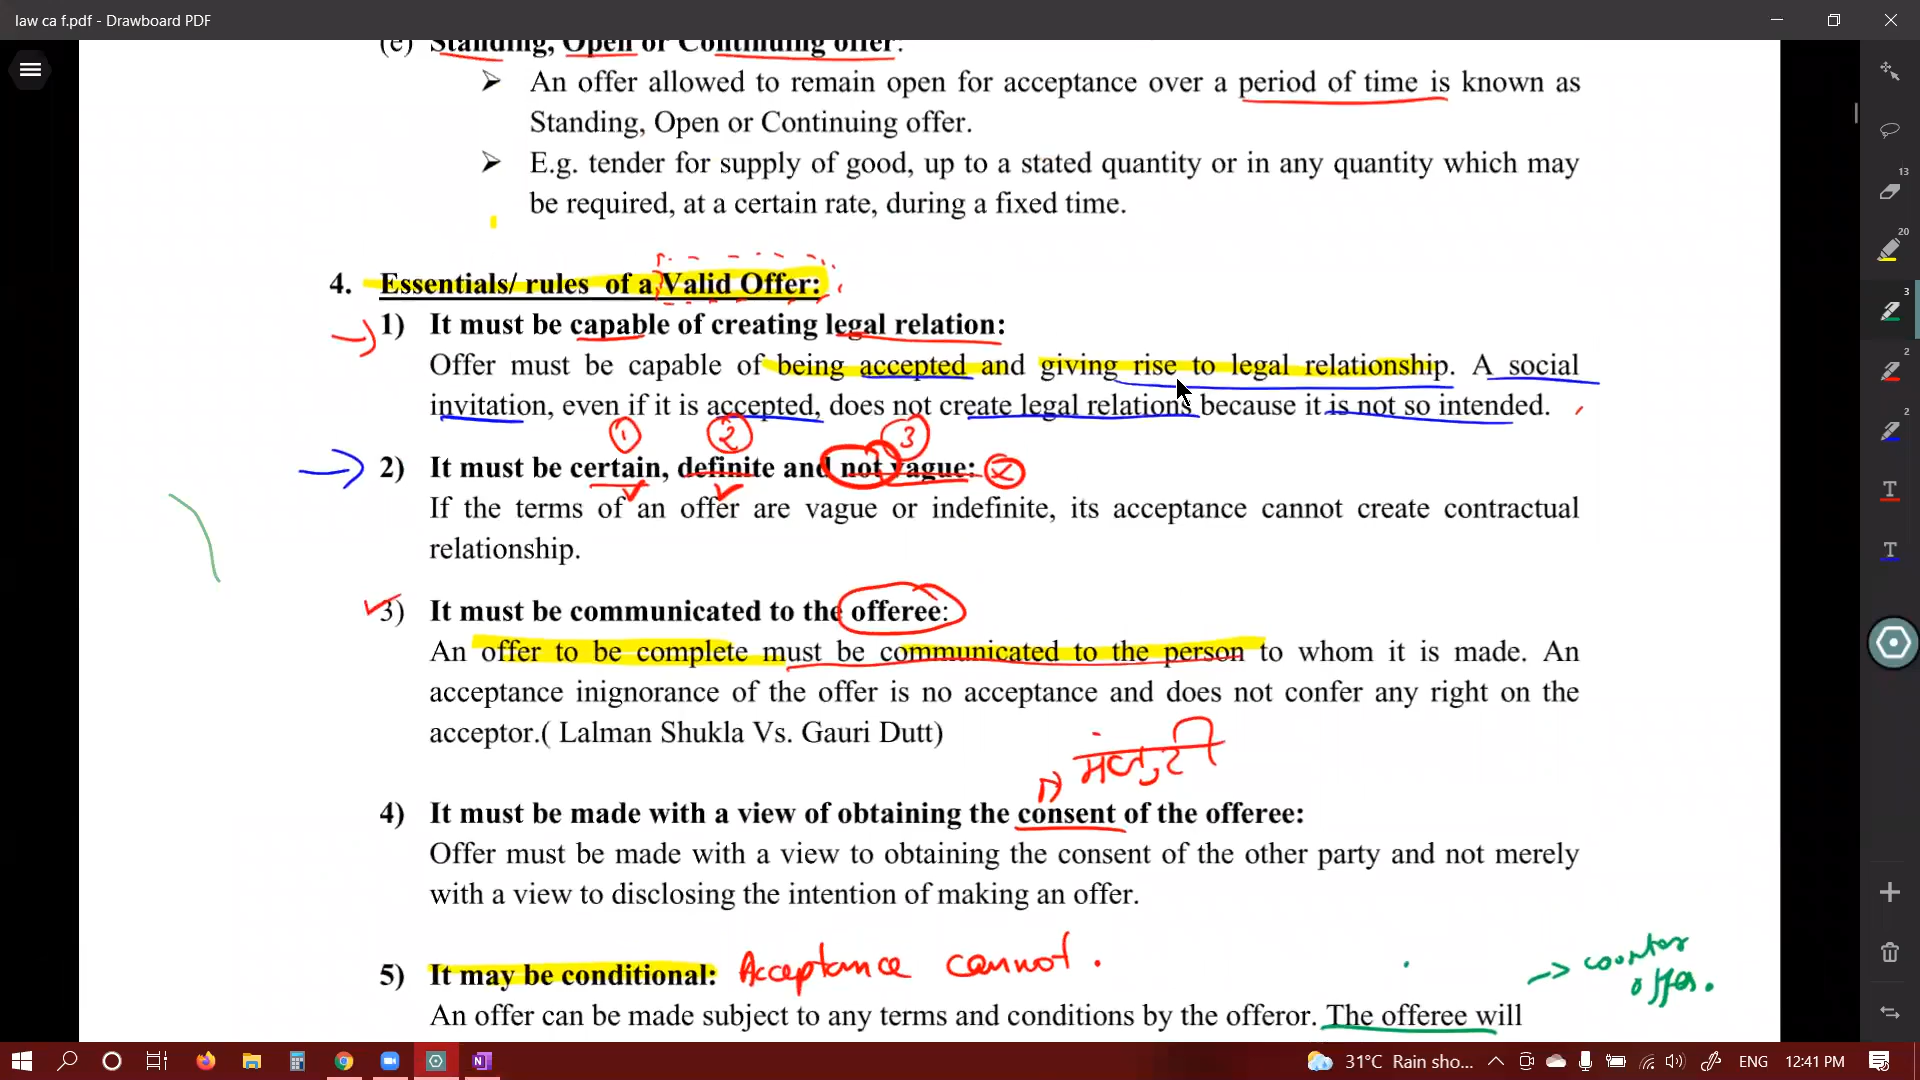 law ca f.pdf - Drawboard PDF
(e) Standing, Open or Continuing offer:
➤ An offer allowed to remain open for acceptance over a period of time is known as
Standing, Open or Continuing offer.
➤ E.g. tender for supply of good, up to a stated quantity or in any quantity which may
be required, at a certain rate, during a fixed time.
4. Essentials/ rules of a Valid Offer:
1) It must be capable of creating legal relation:
Offer must be capable of being accepted and giving rise to legal relationship. A social
invitation, even if it is accepted, does not create legal relations because it is not so intended.
1 2 3
2) It must be certain, definite and not vague:
If the terms of an offer are vague or indefinite, its acceptance cannot create contractual
relationship.
3) It must be communicated to the offeree:
An offer to be complete must be communicated to the person to whom it is made. An
acceptance inignorance of the offer is no acceptance and does not confer any right on the
acceptor.( Lalman Shukla Vs. Gauri Dutt)
मंजुरी
4) It must be made with a view of obtaining the consent of the offeree:
Offer must be made with a view to obtaining the consent of the other party and not merely
with a view to disclosing the intention of making an offer.
5) It may be conditional: Acceptance cannot.
counter
offer.
An offer can be made subject to any terms and conditions by the offeror. The offeree will
13
20
3
2
2
T
T
31°C Rain sho... ENG 12:41 PM